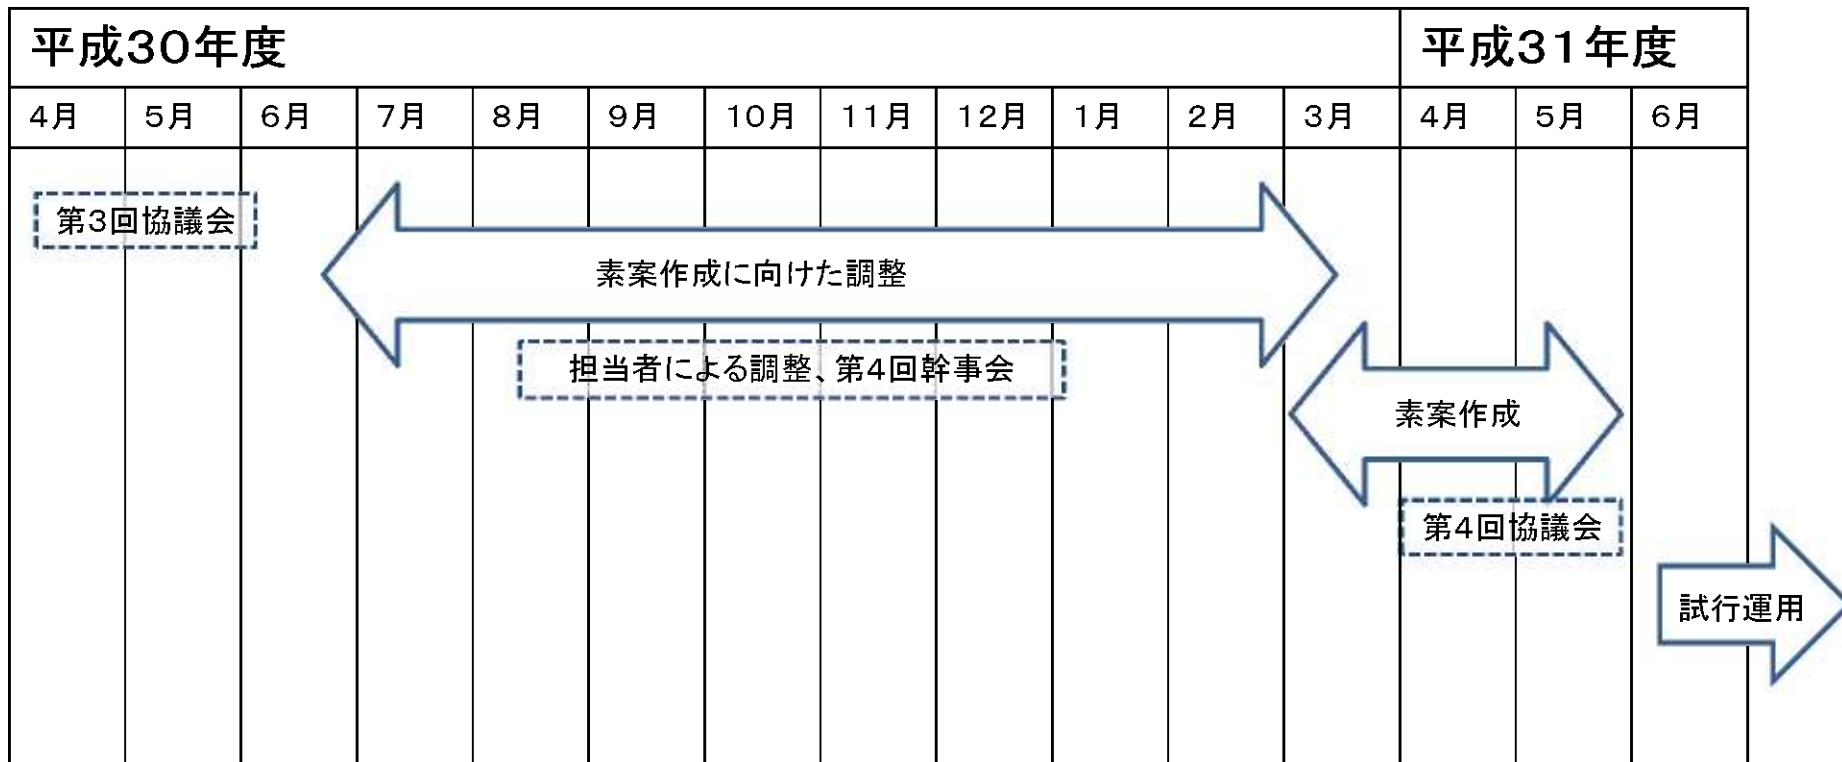 平成30年度 平成31年度
4月 5月 6月 7月 8月 9月 10月 11月 12月 1月 2月 3月 4月 5月 6月
第3回協議会
素案作成に向けた調整
担当者による調整、第4回幹事会
素案作成
第4回協議会
試行運用